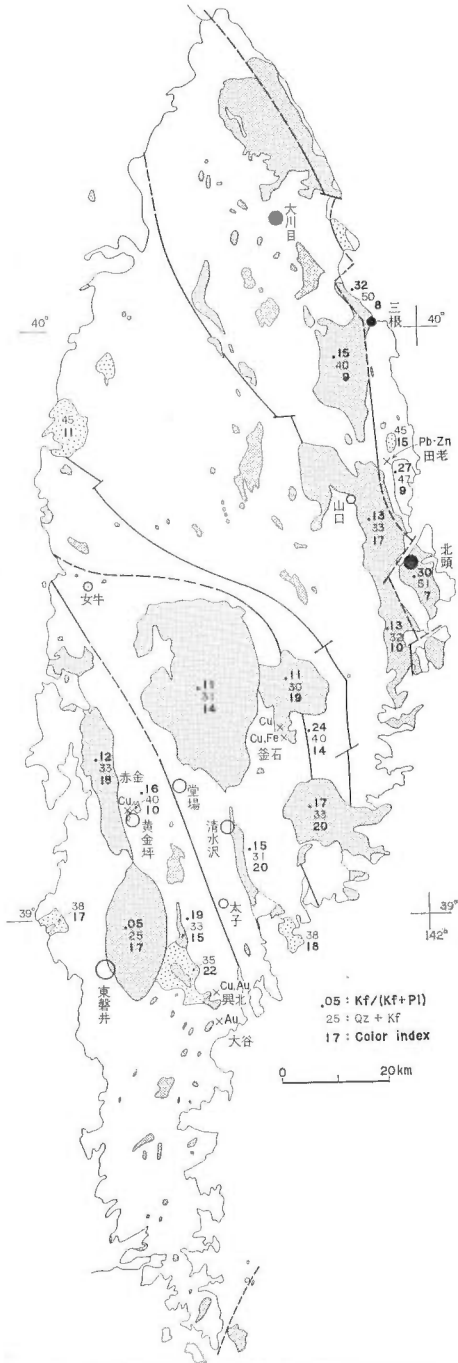 大川目
.32
50
8
三根
40°
40°
.15
40
9
45
11
45
15
Pb·Zn
田老
.27
47
9
山口
.13
33
17
北頭
.30
51
7
女牛
.13
32
10
.11
31
14
.11
30
19
Cu
Cu,Fe
釜石
.24
40
14
.12
33
18
赤金
Cu
.16
40
10
黄金坪
堂場
.17
33
20
清水沢
.15
31
20
39
38
17
.05
25
17
.19
33
15
太子
38
18
39°
142°
35
22
東磐井
Cu,Au
興北
Au
大谷
.05 : Kf/(Kf+Pl)
25 : Qz + Kf
17 : Color index
0 20km